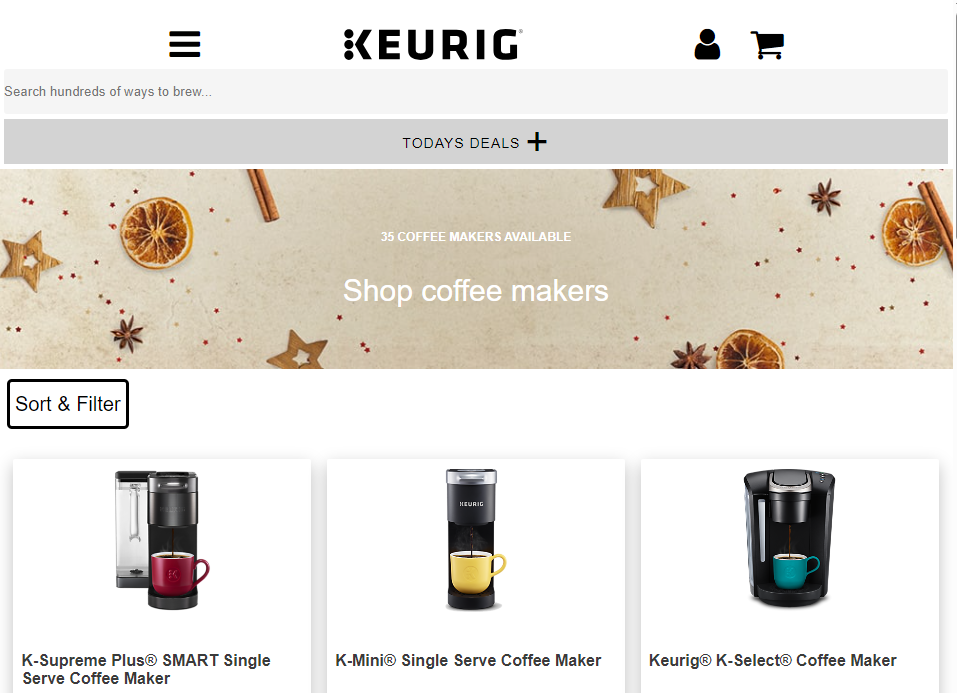 KEURIG®
Search hundreds of ways to brew...
TODAYS DEALS
35 COFFEE MAKERS AVAILABLE
Shop coffee makers
Sort & Filter
KEURIG
K-Supreme Plus® SMART Single
Serve Coffee Maker
K-Mini® Single Serve Coffee Maker
Keurig® K-Select® Coffee Maker